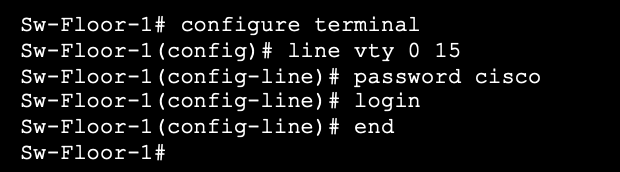 Sw-Floor-1# configure terminal
Sw-Floor-1(config)# line vty 0 15
Sw-Floor-1(config-line)# password cisco
Sw-Floor-1(config-line)# login
Sw-Floor-1(config-line)# end
Sw-Floor-1#